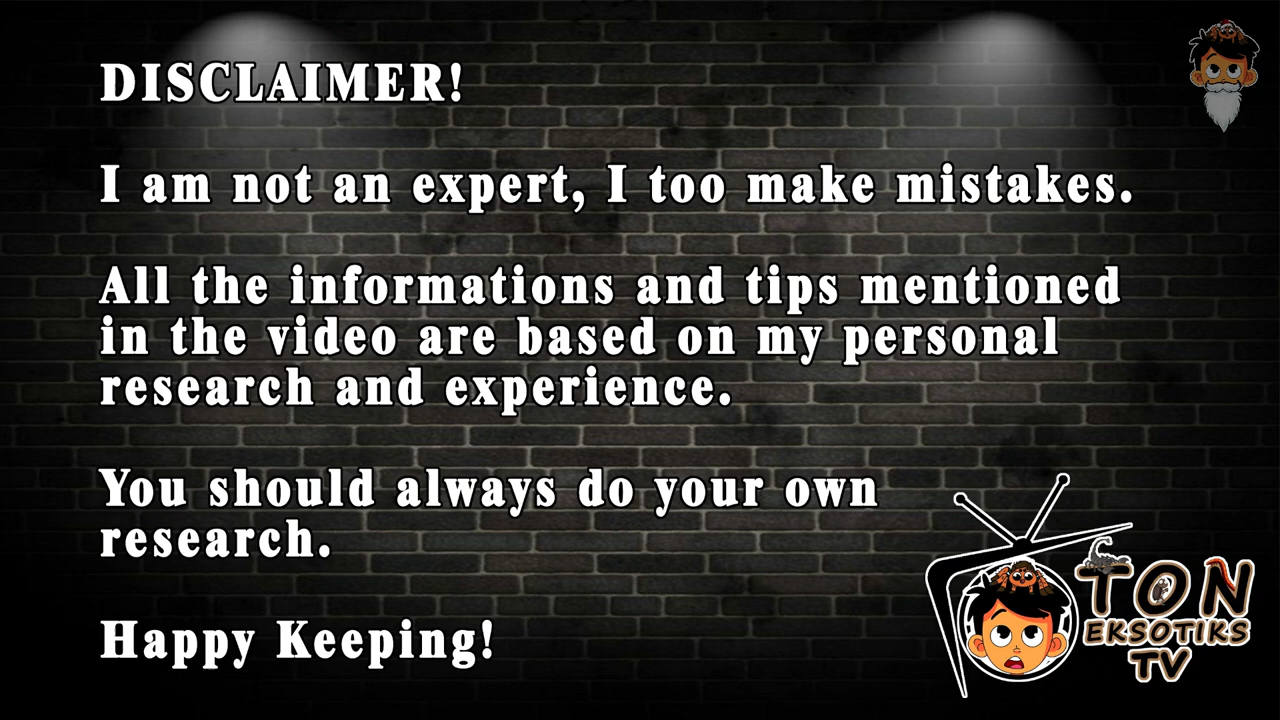 DISCLAIMER!
I am not an expert, I too make mistakes.
All the informations and tips mentioned
in the video are based on my personal
research and experience.
You should always do your own
research.
Happy Keeping!
TON
EKSOTIKS
TV